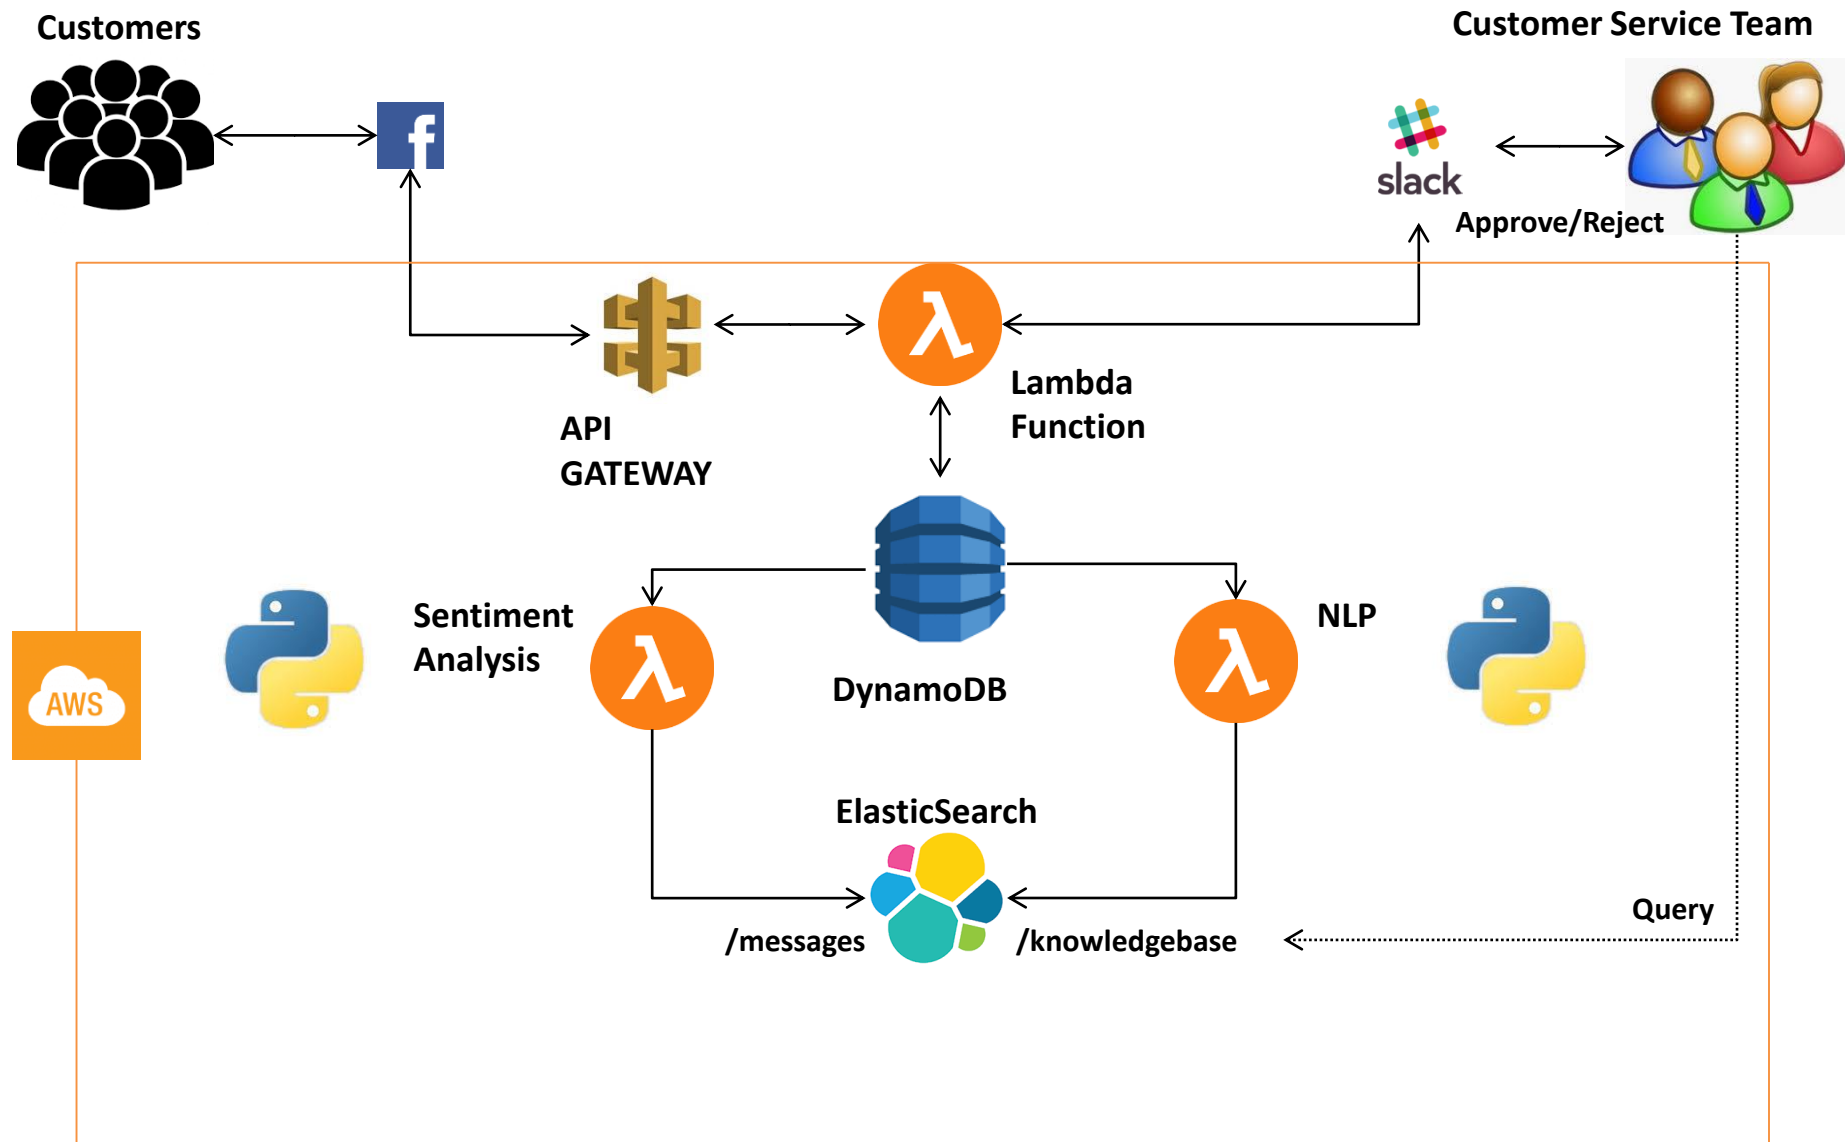 Customers
Customer Service Team
f
slack
Approve/Reject
λ
Lambda
Function
API
GATEWAY
Sentiment
Analysis
λ
λ
NLP
AWS
DynamoDB
ElasticSearch
/messages
/knowledgebase
Query